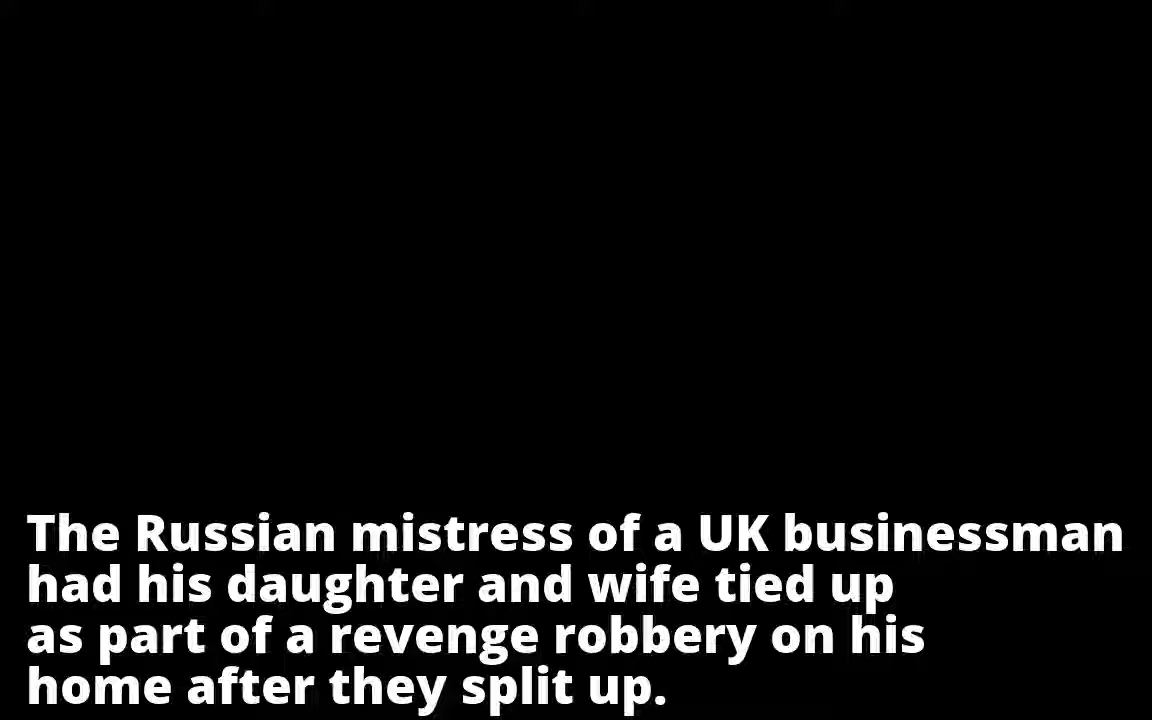 The Russian mistress of a UK businessman
had his daughter and wife tied up
as part of a revenge robbery on his
home after they split up.